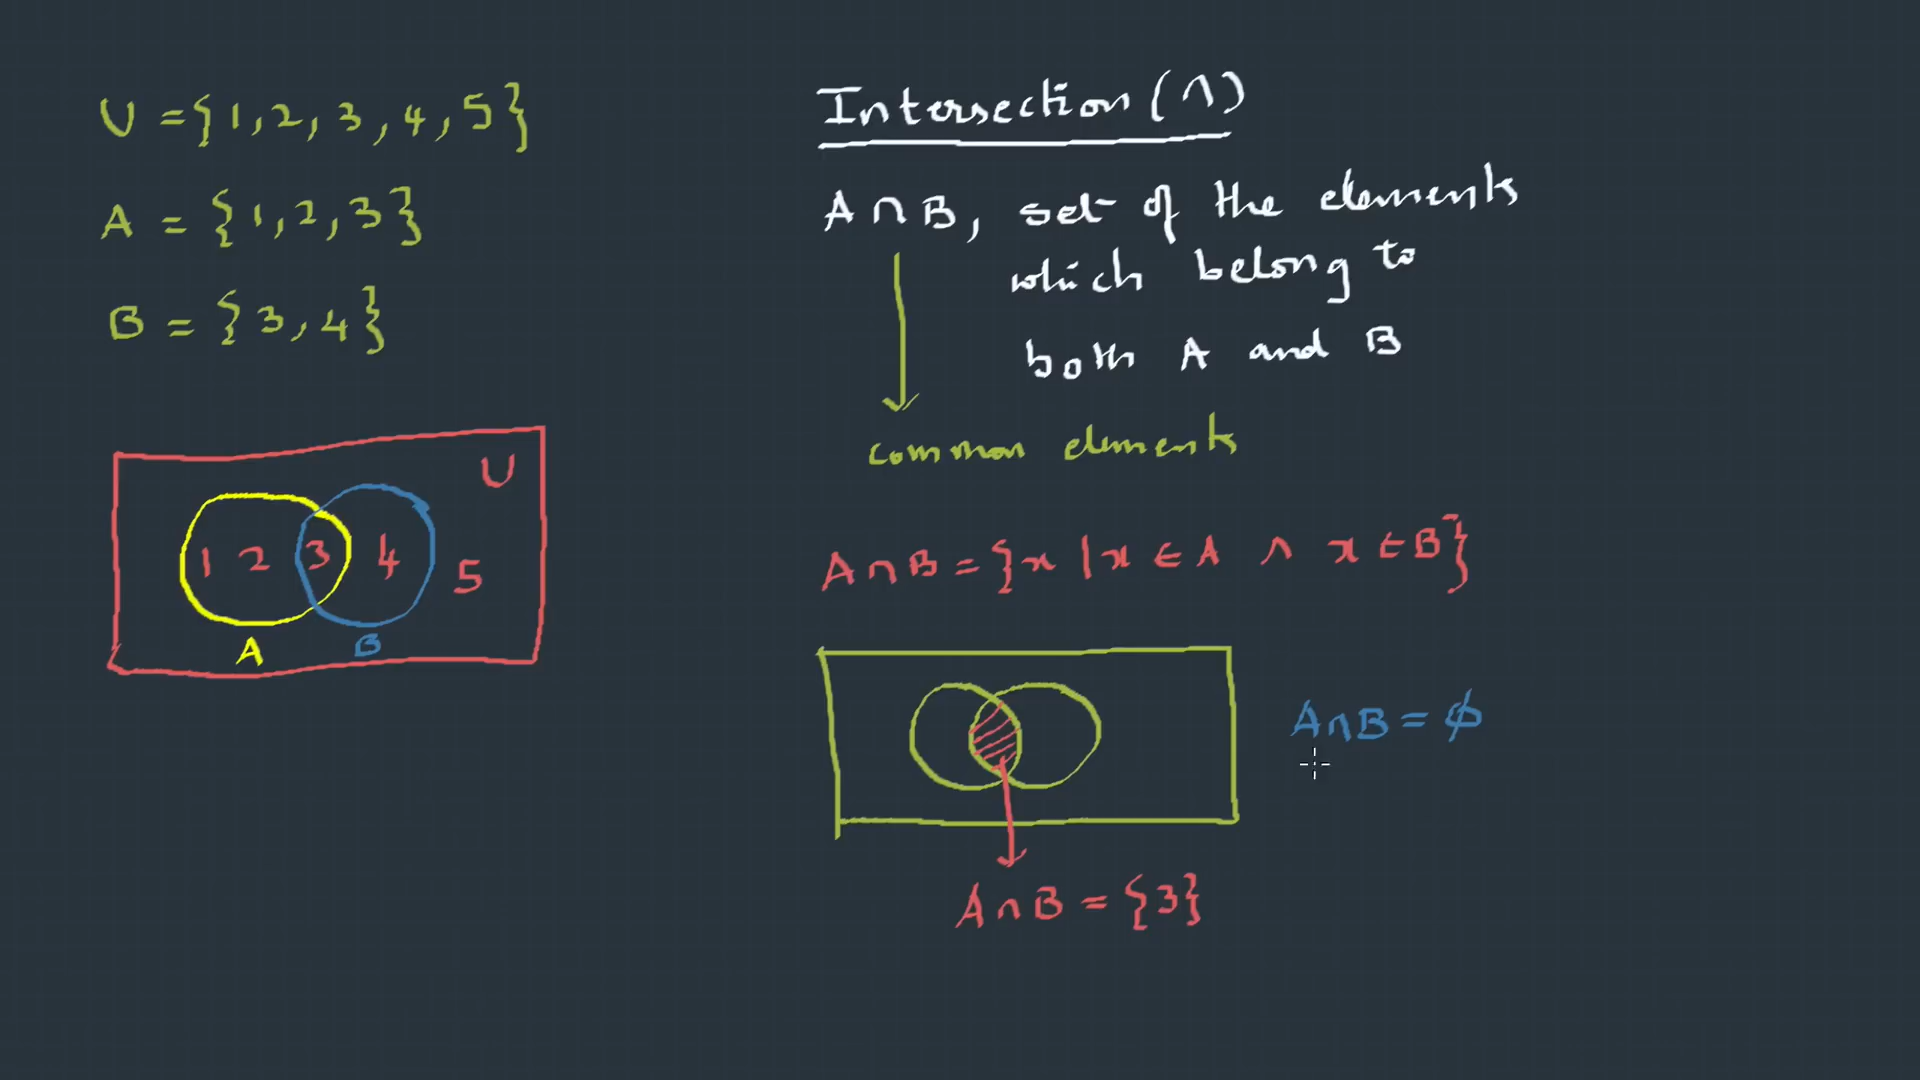 U = {1, 2, 3, 4, 5}
A = {1, 2, 3}
B = {3, 4}
U
1 2 3 4 5
A B
Intersection (∩)
A ∩ B, set of the elements
which belong to
both A and B
common elements
A ∩ B = {x | x ∈ A ∧ x ∈ B}
A ∩ B = ϕ
A ∩ B = {3}